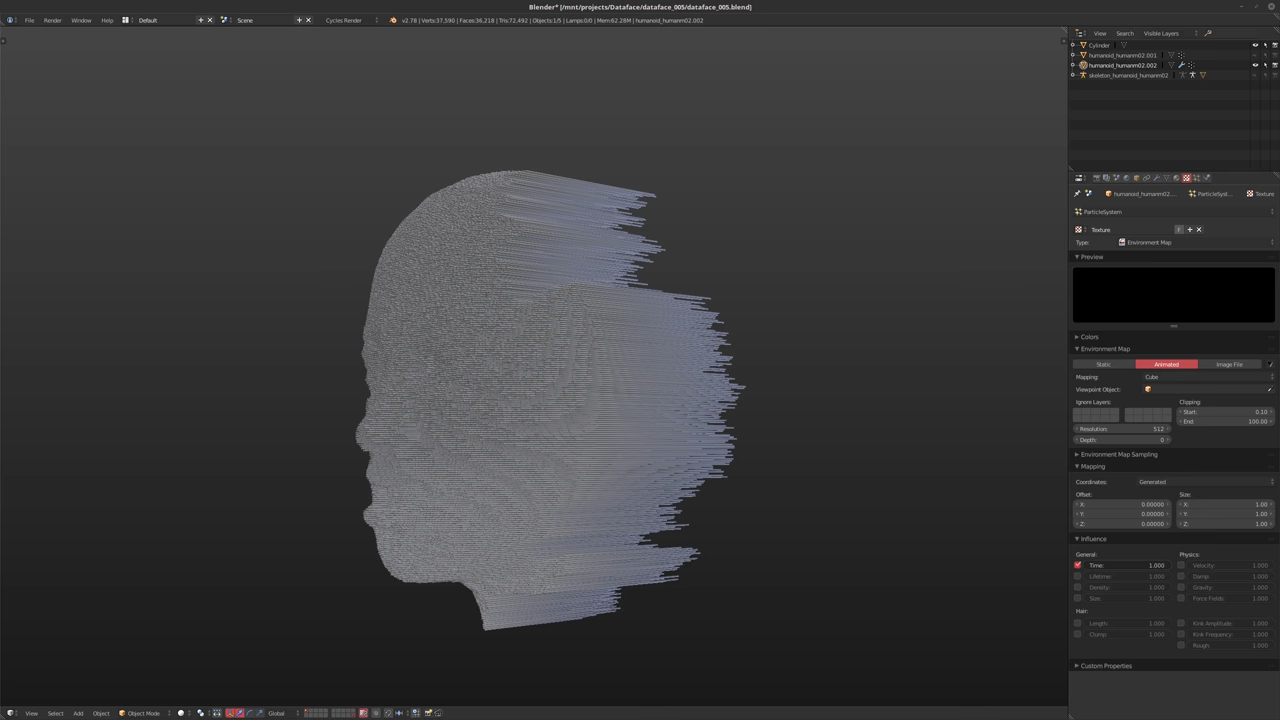 Blender* [/mnt/projects/Dataface/dataface_005/dataface_005.blend]
File Render Window Help Default Scene Cycles Render v2.78 | Verts:37,590 | Faces:36,218 | Tris:72,492 | Objects:1/5 | Lamps:0/0 | Mem:62.28M | humanoid_humanm02.002
View Search Visible Layers
Cylinder
humanoid_humanm02.001
humanoid_humanm02.002
skeleton_humanoid_humanm02
humanoid_humanm02.... ParticleSyst... Texture
ParticleSystem
Texture F
Type: Environment Map
Preview
Colors
Environment Map
Static Animated Image File
Mapping: Cube
Viewpoint Object:
Ignore Layers: Clipping:
Start: 0.10
End: 100.00
Resolution: 512
Depth: 0
Environment Map Sampling
Mapping
Coordinates: Generated
Offset: Size:
X: 0.00000 X: 1.00
Y: 0.00000 Y: 1.00
Z: 0.00000 Z: 1.00
Influence
General: Physics:
Time: 1.000 Velocity: 1.000
Lifetime: 1.000 Damp: 1.000
Density: 1.000 Gravity: 1.000
Size: 1.000 Force Fields: 1.000
Hair:
Length: 1.000 Kink Amplitude: 1.000
Clump: 1.000 Kink Frequency: 1.000
Rough: 1.000
Custom Properties
View Select Add Object Object Mode Global